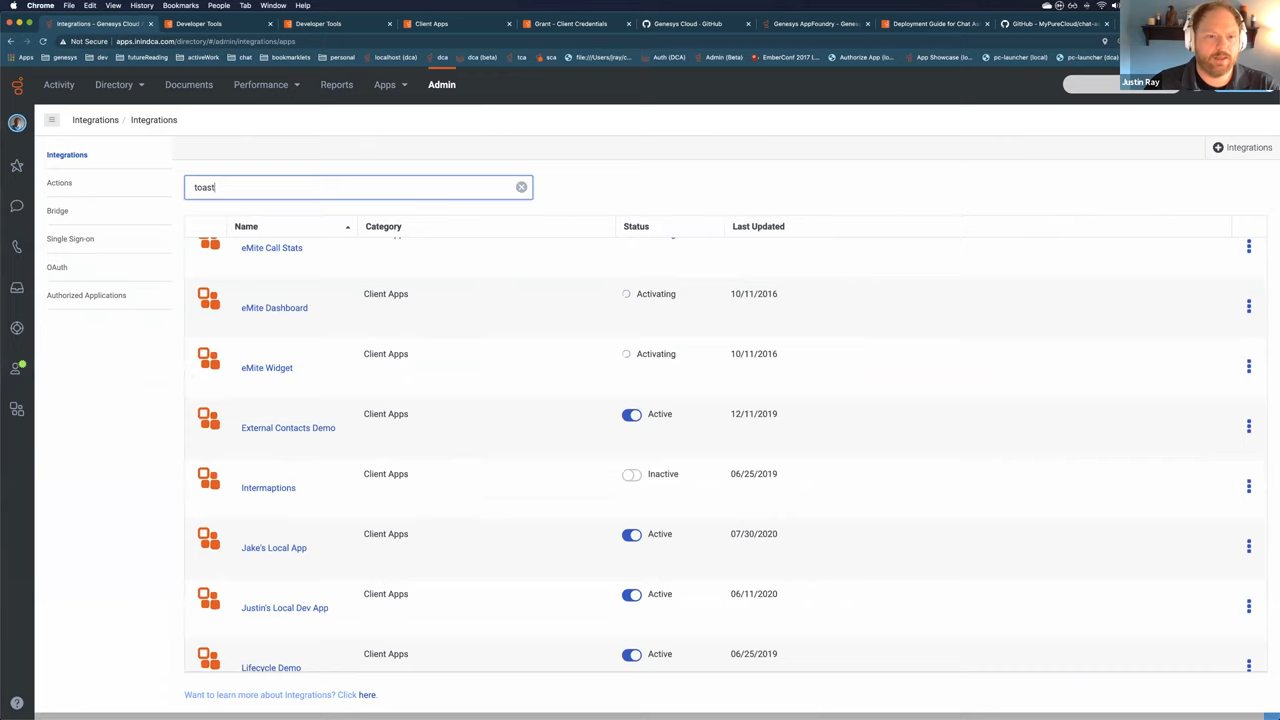 Chrome File Edit View History Bookmarks People Tab Window Help
Integrations - Genesys Cloud Developer Tools Developer Tools Client Apps Grant - Client Credentials Genesys Cloud · GitHub Genesys AppFoundry - Genes Deployment Guide for Chat As GitHub - MyPureCloud/chat-a
Not Secure apps.inindca.com/directory/#/admin/integrations/apps
Apps genesys dev futureReading activeWork chat bookmarklets personal localhost (dca) dca dca (beta) tca sca file:///Users/jray/c... Auth (DCA) Admin (Beta) EmberConf 2017 I... Authorize App (lo... App Showcase (lo... pc-launcher (local) pc-launcher (dca)
Justin Ray
Activity Directory Documents Performance Reports Apps Admin
Integrations / Integrations
Integrations
Integrations
Actions
Bridge
Single Sign-on
OAuth
Authorized Applications
toast
Name Category Status Last Updated
eMite Call Stats
eMite Dashboard Client Apps Activating 10/11/2016
eMite Widget Client Apps Activating 10/11/2016
External Contacts Demo Client Apps Active 12/11/2019
Intermaptions Client Apps Inactive 06/25/2019
Jake's Local App Client Apps Active 07/30/2020
Justin's Local Dev App Client Apps Active 06/11/2020
Lifecycle Demo Client Apps Active 06/25/2019
Want to learn more about Integrations? Click here.